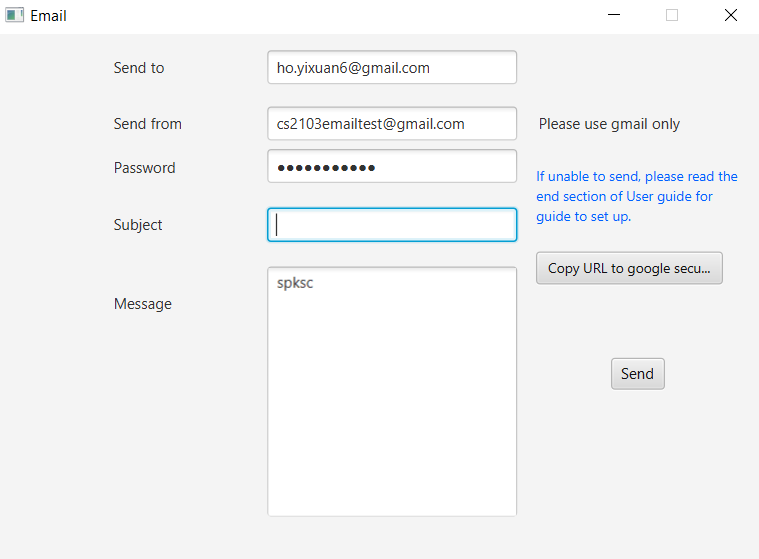 Email
Send to
ho.yixuan6@gmail.com
Send from
cs2103emailtest@gmail.com
Please use gmail only
Password
●●●●●●●●●●●
If unable to send, please read the
end section of User guide for
guide to set up.
Subject
Copy URL to google secu...
Message
spksc
Send